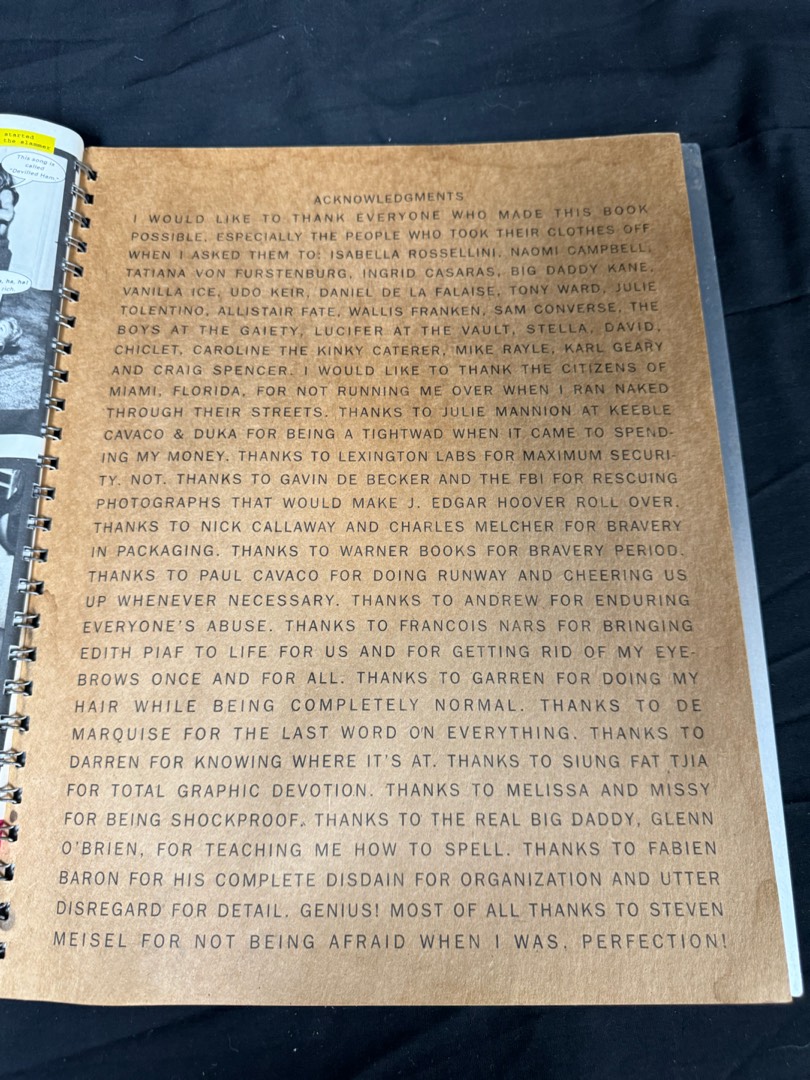 started
the slammer
This song is
called
"Devilled Ham."
he, ha!
rich.
ACKNOWLEDGMENTS
I WOULD LIKE TO THANK EVERYONE WHO MADE THIS BOOK
POSSIBLE, ESPECIALLY THE PEOPLE WHO TOOK THEIR CLOTHES OFF
WHEN I ASKED THEM TO: ISABELLA ROSSELLINI, NAOMI CAMPBELL,
TATIANA VON FURSTENBURG, INGRID CASARAS, BIG DADDY KANE,
VANILLA ICE, UDO KEIR, DANIEL DE LA FALAISE, TONY WARD, JULIE
TOLENTINO, ALLISTAIR FATE, WALLIS FRANKEN, SAM CONVERSE, THE
BOYS AT THE GAIETY, LUCIFER AT THE VAULT, STELLA, DAVID,
CHICLET, CAROLINE THE KINKY CATERER, MIKE RAYLE, KARL GEARY
AND CRAIG SPENCER. I WOULD LIKE TO THANK THE CITIZENS OF
MIAMI, FLORIDA, FOR NOT RUNNING ME OVER WHEN I RAN NAKED
THROUGH THEIR STREETS. THANKS TO JULIE MANNION AT KEEBLE
CAVACO & DUKA FOR BEING A TIGHTWAD WHEN IT CAME TO SPEND-
ING MY MONEY. THANKS TO LEXINGTON LABS FOR MAXIMUM SECURI-
TY. NOT. THANKS TO GAVIN DE BECKER AND THE FBI FOR RESCUING
PHOTOGRAPHS THAT WOULD MAKE J. EDGAR HOOVER ROLL OVER.
THANKS TO NICK CALLAWAY AND CHARLES MELCHER FOR BRAVERY
IN PACKAGING. THANKS TO WARNER BOOKS FOR BRAVERY PERIOD.
THANKS TO PAUL CAVACO FOR DOING RUNWAY AND CHEERING US
UP WHENEVER NECESSARY. THANKS TO ANDREW FOR ENDURING
EVERYONE'S ABUSE. THANKS TO FRANCOIS NARS FOR BRINGING
EDITH PIAF TO LIFE FOR US AND FOR GETTING RID OF MY EYE-
BROWS ONCE AND FOR ALL. THANKS TO GARREN FOR DOING MY
HAIR WHILE BEING COMPLETELY NORMAL. THANKS TO DE
MARQUISE FOR THE LAST WORD ON EVERYTHING. THANKS TO
DARREN FOR KNOWING WHERE IT'S AT. THANKS TO SIUNG FAT TJIA
FOR TOTAL GRAPHIC DEVOTION. THANKS TO MELISSA AND MISSY
FOR BEING SHOCKPROOF. THANKS TO THE REAL BIG DADDY, GLENN
O'BRIEN, FOR TEACHING ME HOW TO SPELL. THANKS TO FABIEN
BARON FOR HIS COMPLETE DISDAIN FOR ORGANIZATION AND UTTER
DISREGARD FOR DETAIL. GENIUS! MOST OF ALL THANKS TO STEVEN
MEISEL FOR NOT BEING AFRAID WHEN I WAS. PERFECTION!